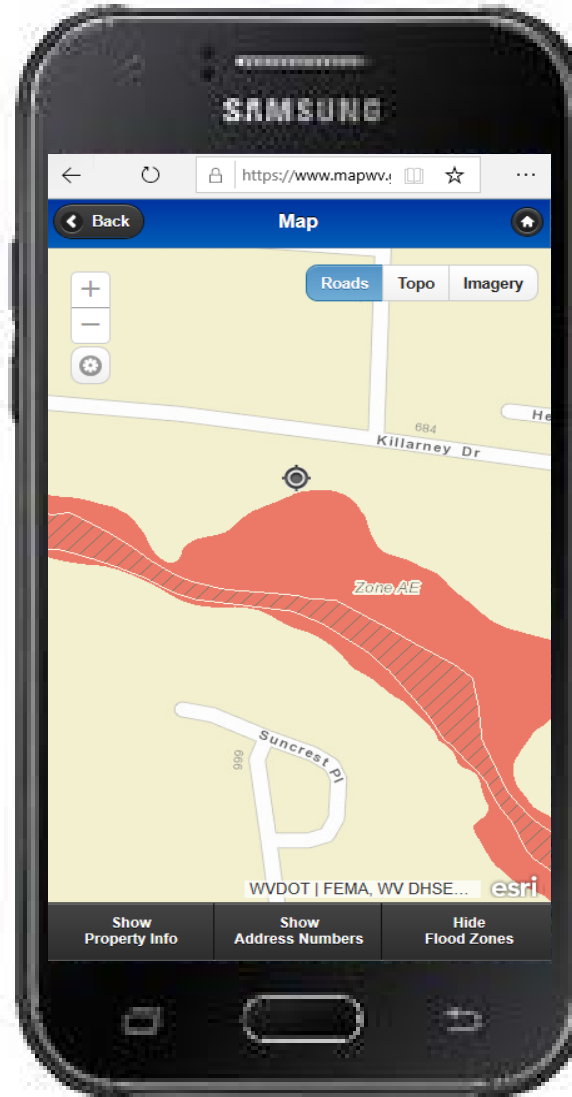 SAMSUNG
https://www.mapwv.g
Back
Map
+
−
Roads
Topo
Imagery
684
He
Killarney Dr
Zone AE
Suncrest Pl
666
WVDOT | FEMA, WV DHSE...
esri
Show
Property Info
Show
Address Numbers
Hide
Flood Zones